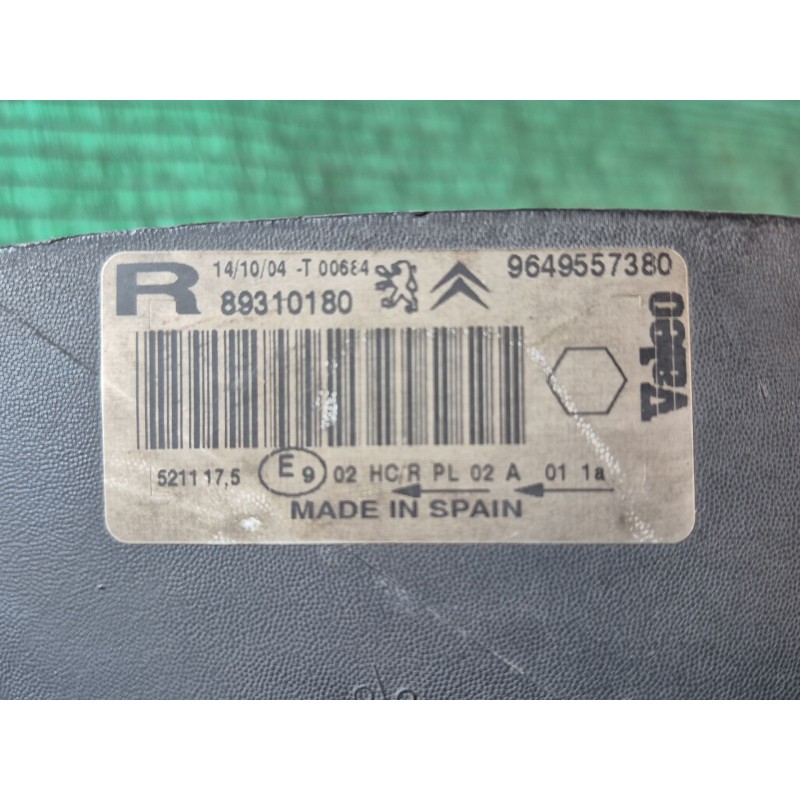 R
14/10/04 -T 00684
9649557380
89310180
Valeo
5211 17,5 E9 02 HC/R PL 02 A 01 1a
MADE IN SPAIN